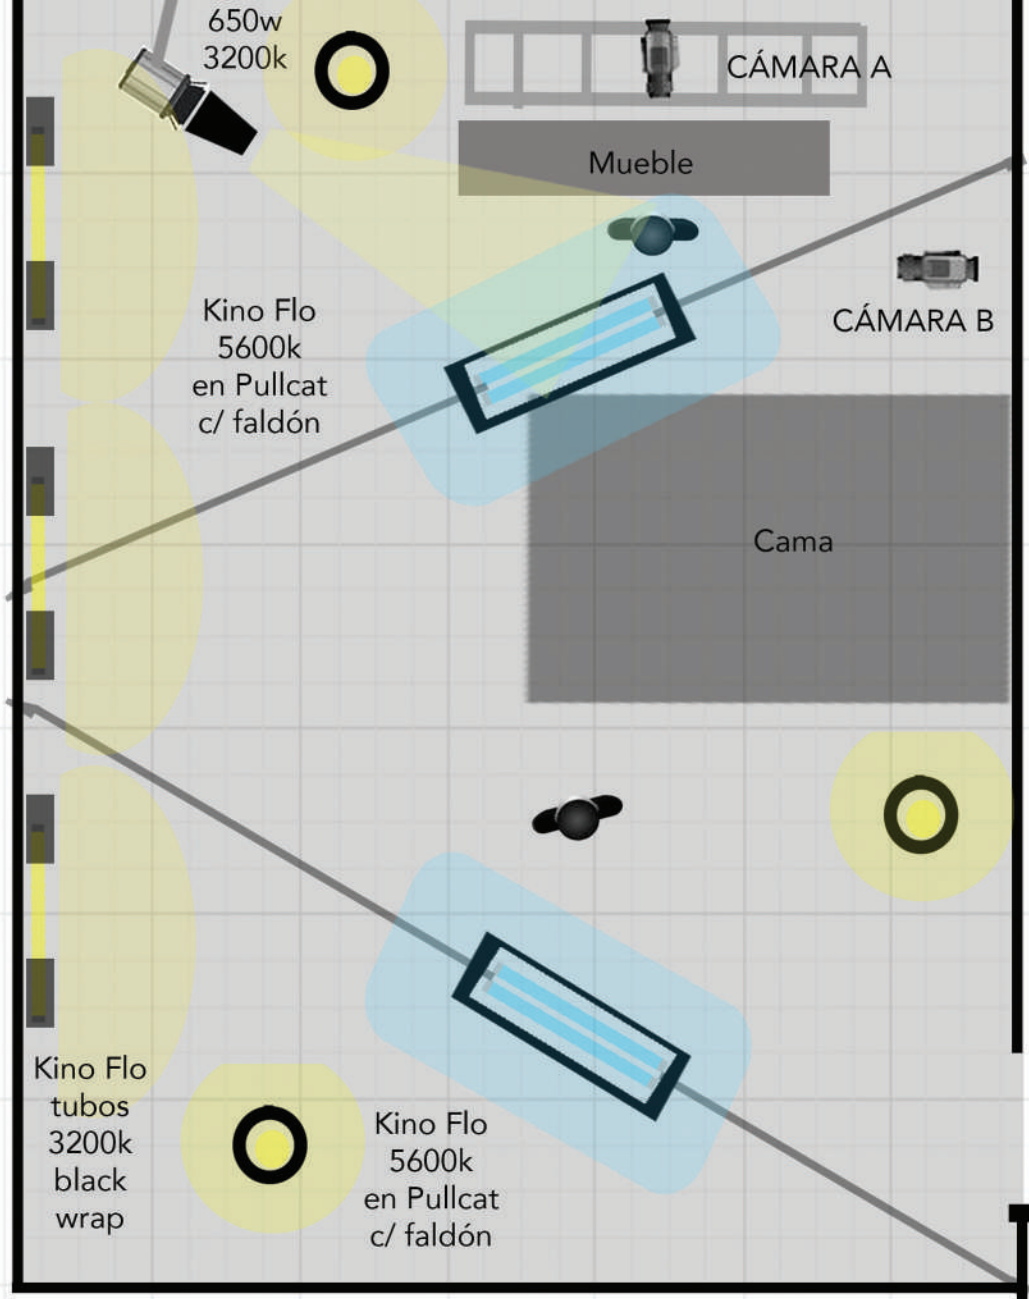 650w
3200k
CÁMARA A
Mueble
CÁMARA B
Kino Flo
5600k
en Pullcat
c/ faldón
Cama
Kino Flo
tubos
3200k
black
wrap
Kino Flo
5600k
en Pullcat
c/ faldón